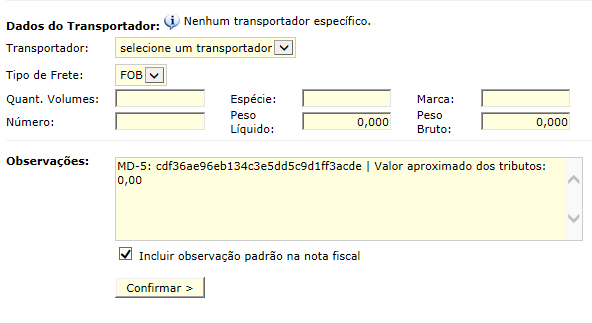 Dados do Transportador: Nenhum transportador específico.
Transportador: selecione um transportador
Tipo de Frete: FOB
Quant. Volumes: Espécie: Marca:
Número: Peso Líquido: 0,000 Peso Bruto: 0,000
Observações:
MD-5: cdf36ae96eb134c3e5dd5c9d1ff3acde | Valor aproximado dos tributos:
0,00
Incluir observação padrão na nota fiscal
Confirmar >